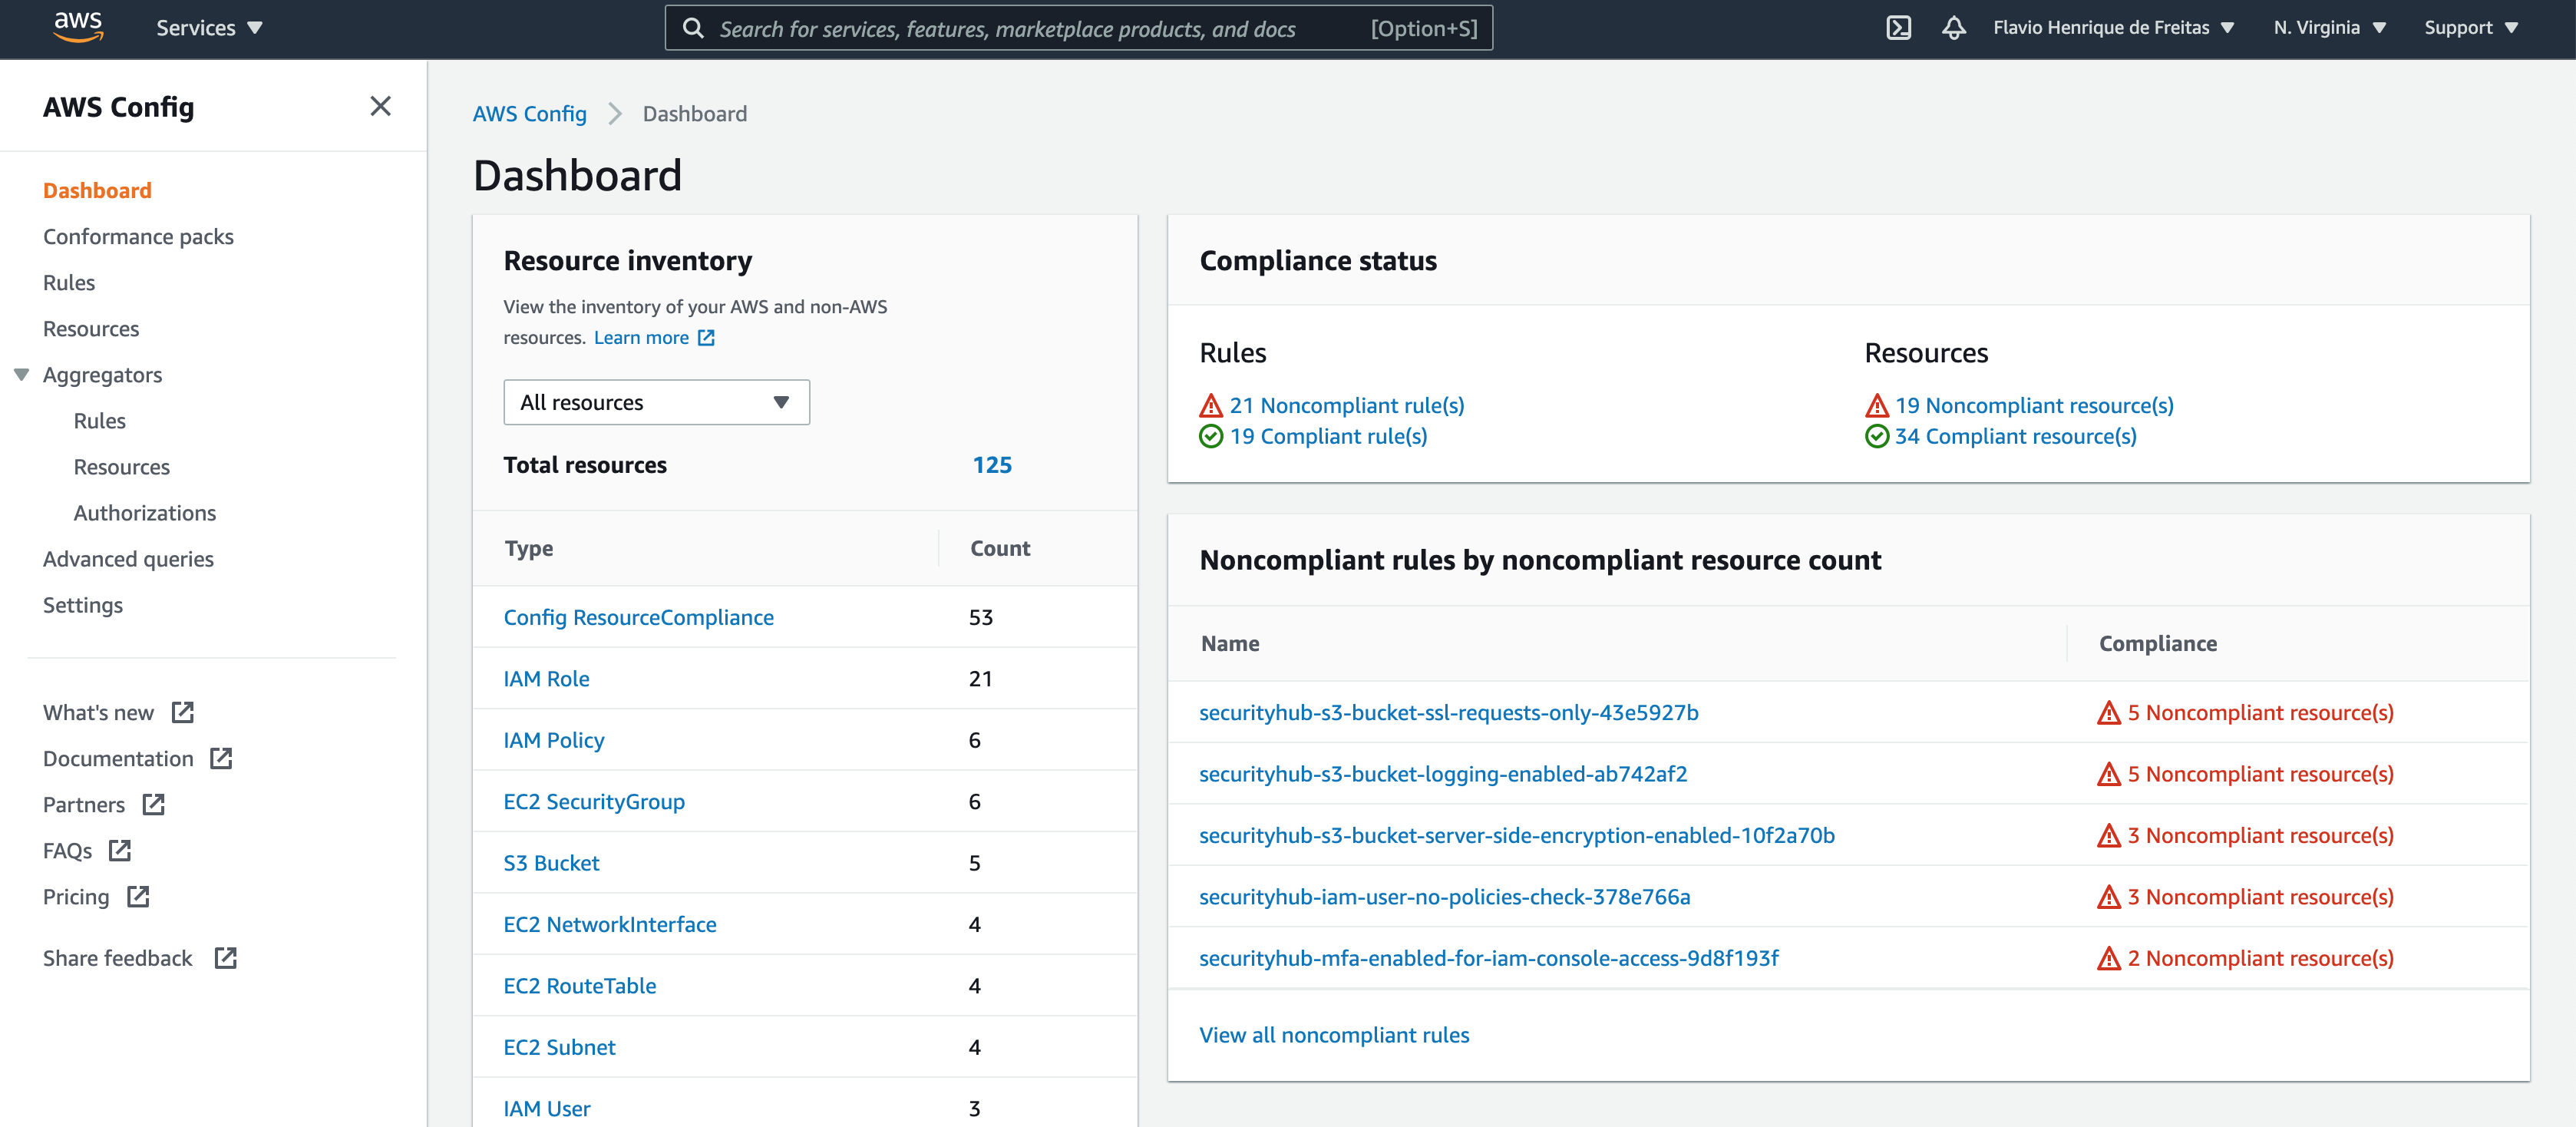 aws
Services
Search for services, features, marketplace products, and docs [Option+S]
Flavio Henrique de Freitas
N. Virginia
Support
AWS Config
Dashboard
Conformance packs
Rules
Resources
Aggregators
Rules
Resources
Authorizations
Advanced queries
Settings
What's new
Documentation
Partners
FAQs
Pricing
Share feedback
AWS Config > Dashboard
Dashboard
Resource inventory
View the inventory of your AWS and non-AWS
resources. Learn more
All resources
Total resources 125
Type Count
Config ResourceCompliance 53
IAM Role 21
IAM Policy 6
EC2 SecurityGroup 6
S3 Bucket 5
EC2 NetworkInterface 4
EC2 RouteTable 4
EC2 Subnet 4
IAM User 3
Compliance status
Rules
21 Noncompliant rule(s)
19 Compliant rule(s)
Resources
19 Noncompliant resource(s)
34 Compliant resource(s)
Noncompliant rules by noncompliant resource count
Name Compliance
securityhub-s3-bucket-ssl-requests-only-43e5927b 5 Noncompliant resource(s)
securityhub-s3-bucket-logging-enabled-ab742af2 5 Noncompliant resource(s)
securityhub-s3-bucket-server-side-encryption-enabled-10f2a70b 3 Noncompliant resource(s)
securityhub-iam-user-no-policies-check-378e766a 3 Noncompliant resource(s)
securityhub-mfa-enabled-for-iam-console-access-9d8f193f 2 Noncompliant resource(s)
View all noncompliant rules